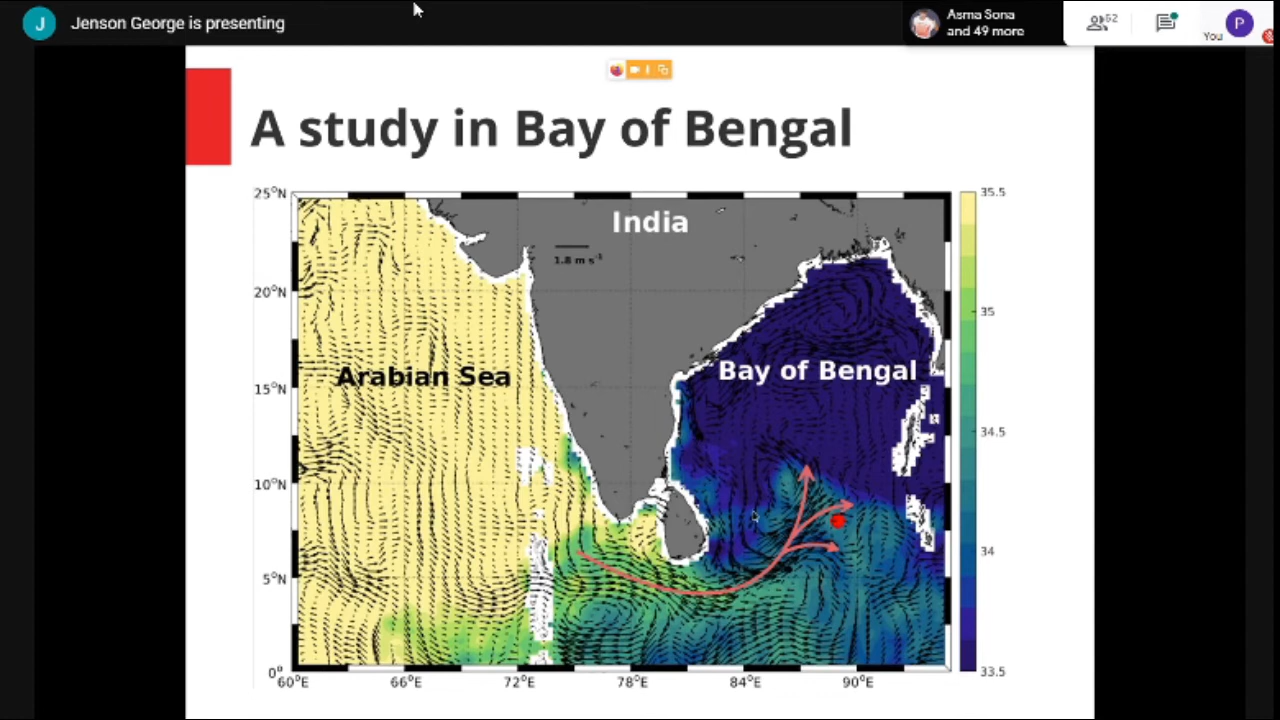 J Jenson George is presenting
Asma Sona
and 49 more
52
You
P
A study in Bay of Bengal
25°N
20°N
15°N
10°N
5°N
0°
60°E
66°E
72°E
78°E
84°E
90°E
India
1.8 m s⁻¹
Arabian Sea
Bay of Bengal
35.5
35
34.5
34
33.5